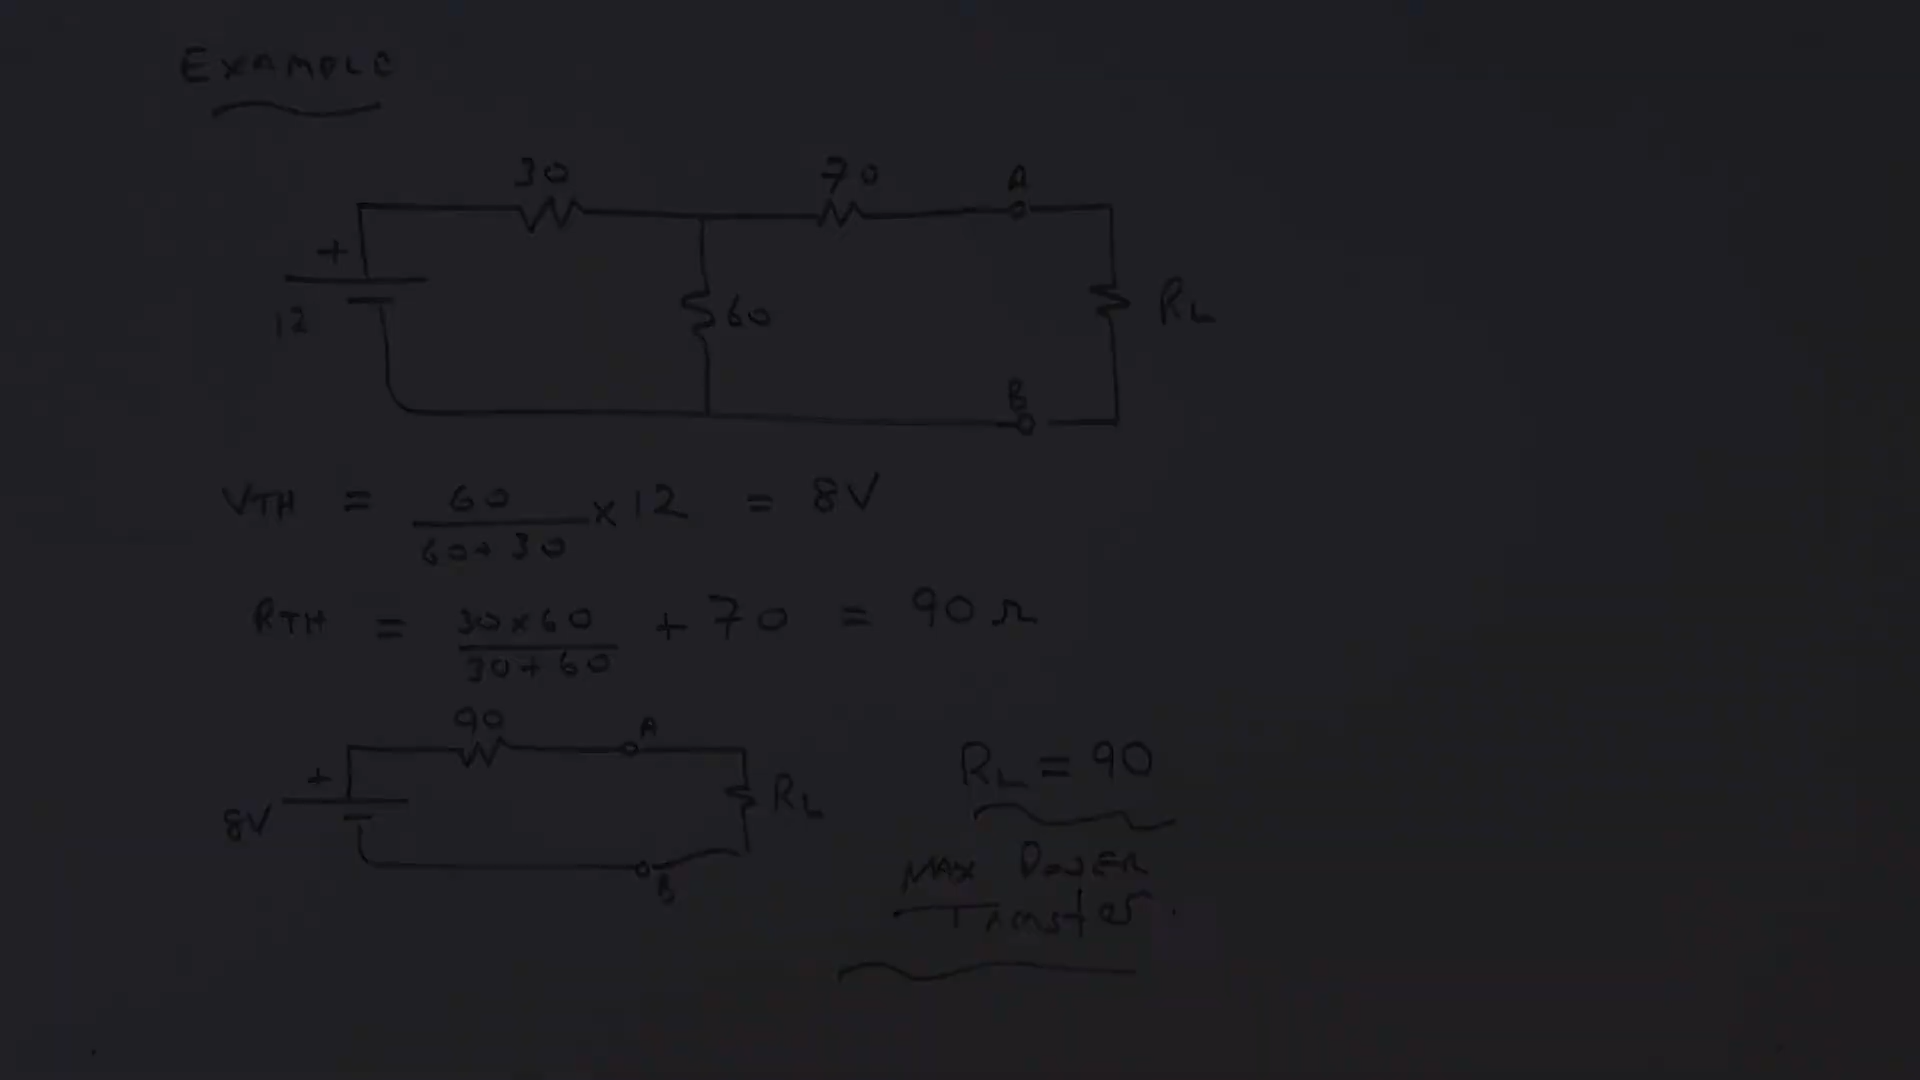 EXAMPLE
30
70
A
+
12
60
RL
B
VTH = 60 / 60+30 x 12 = 8V
RTH = 30x60 / 30+60 + 70 = 90 Ω
90
A
+
8V
RL
B
RL = 90
MAX POWER
Transfer.